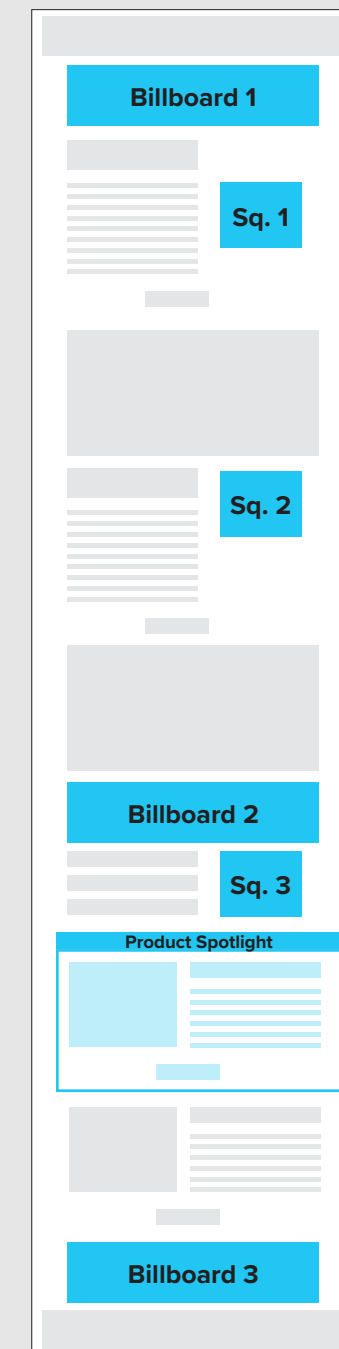 Billboard 1
Sq. 1
Sq. 2
Billboard 2
Sq. 3
Product Spotlight
Billboard 3